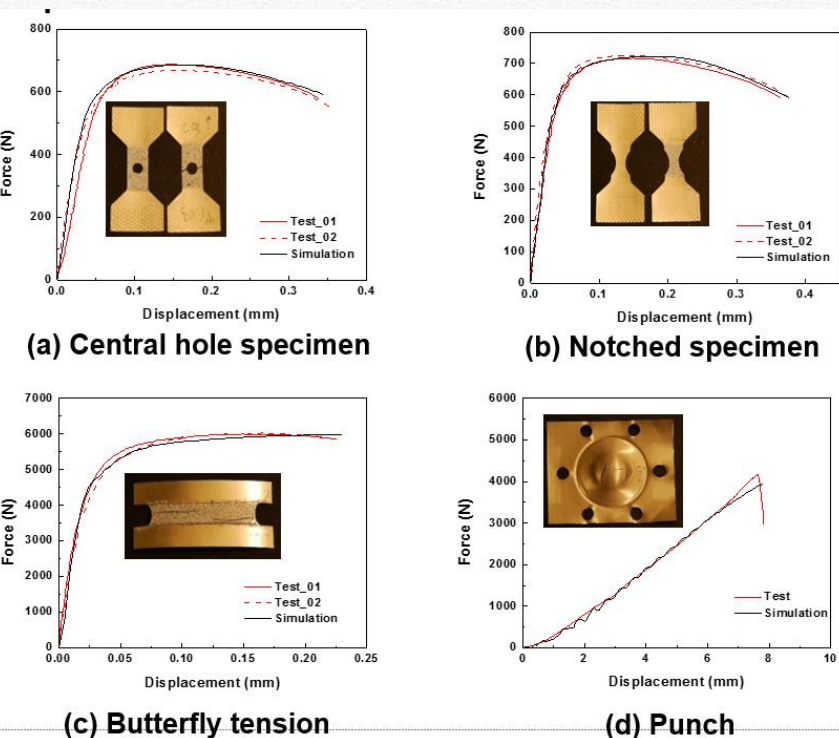 800
600
400
200
0
Force (N)
Test_01
Test_02
Simulation
0.0 0.1 0.2 0.3 0.4
Displacement (mm)
(a) Central hole specimen
800
700
600
500
400
300
200
100
0
Force (N)
Test_01
Test_02
Simulation
0.0 0.1 0.2 0.3 0.4
Displacement (mm)
(b) Notched specimen
7000
6000
5000
4000
3000
2000
1000
0
Force (N)
Test_01
Test_02
Simulation
0.00 0.05 0.10 0.15 0.20 0.25
Displacement (mm)
(c) Butterfly tension
6000
5000
4000
3000
2000
1000
0
Force (N)
Test
Simulation
0 2 4 6 8 10
Displacement (mm)
(d) Punch